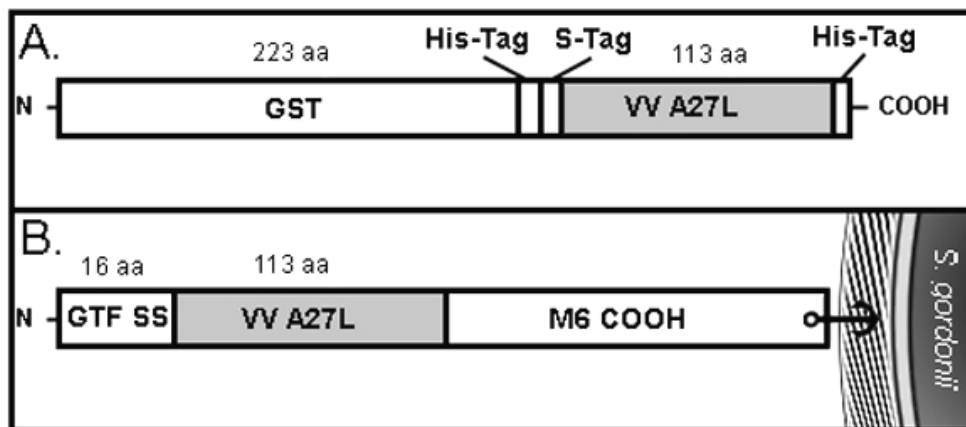 A.
223 aa His-Tag S-Tag 113 aa His-Tag
N GST VV A27L COOH
B.
16 aa 113 aa
N GTF SS VV A27L M6 COOH
S. gordonii